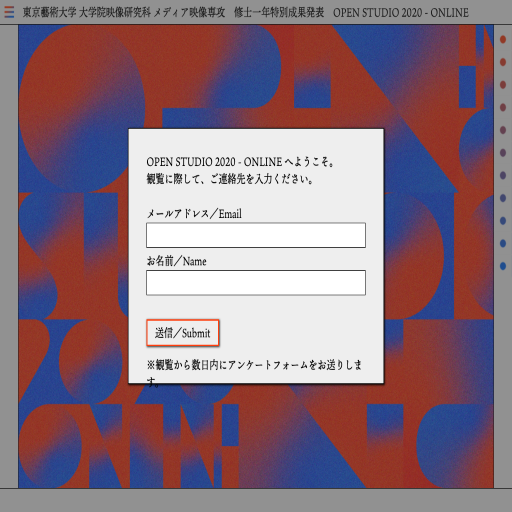 東京藝術大学 大学院映像研究科 メディア映像専攻　修士一年特別成果発表　OPEN STUDIO 2020 - ONLINE
OPEN STUDIO 2020 - ONLINE へようこそ。
観覧に際して、ご連絡先を入力ください。
メールアドレス／Email
お名前／Name
送信／Submit
※観覧から数日内にアンケートフォームをお送りしま
す。